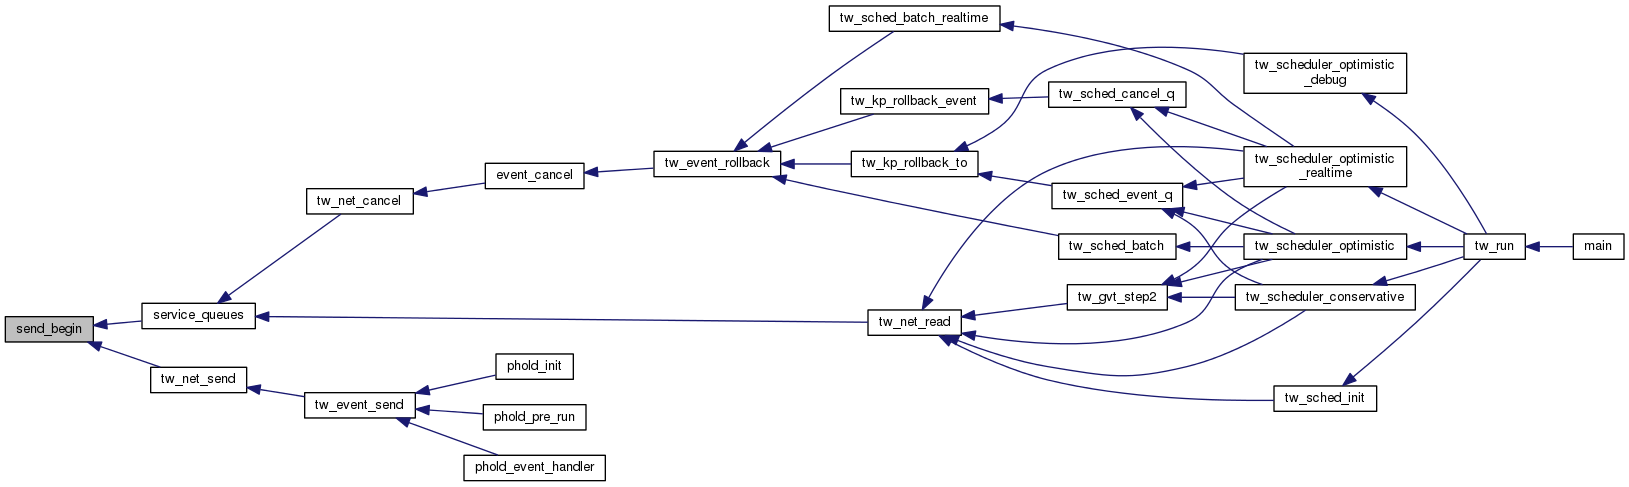 tw_sched_batch_realtime
tw_scheduler_optimistic
_debug
tw_kp_rollback_event
tw_sched_cancel_q
tw_event_rollback
tw_kp_rollback_to
tw_scheduler_optimistic
_realtime
event_cancel
tw_net_cancel
tw_sched_event_q
tw_sched_batch
tw_scheduler_optimistic
tw_run
main
tw_gvt_step2
tw_scheduler_conservative
send_begin
service_queues
tw_net_read
tw_net_send
phold_init
tw_event_send
phold_pre_run
tw_sched_init
phold_event_handler